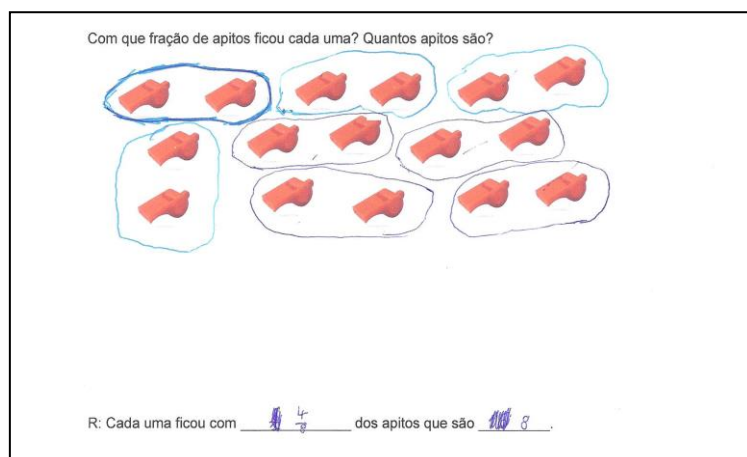 Com que fração de apitos ficou cada uma? Quantos apitos são?
R: Cada uma ficou com 4/8 dos apitos que são 8.